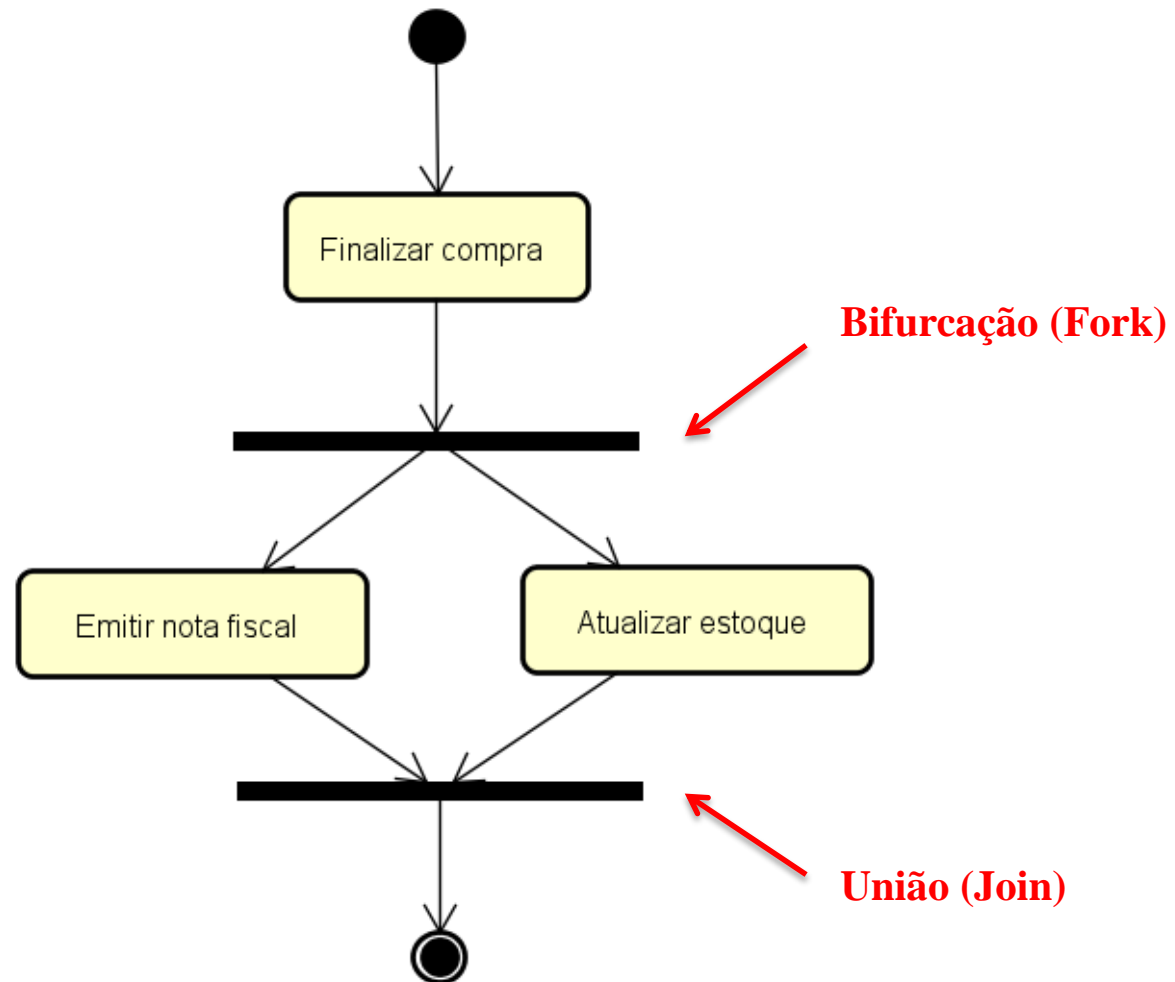 Finalizar compra
Bifurcação (Fork)
Emitir nota fiscal
Atualizar estoque
União (Join)